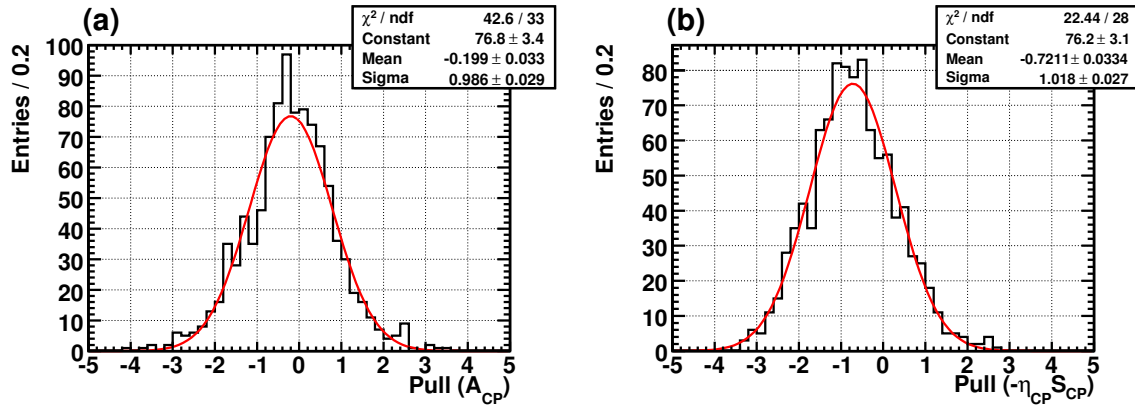 (a)
χ² / ndf 42.6 / 33
Constant 76.8 ± 3.4
Mean -0.199 ± 0.033
Sigma 0.986 ± 0.029
Entries / 0.2
100
90
80
70
60
50
40
30
20
10
0
-5 -4 -3 -2 -1 0 1 2 3 4 5
Pull (A_CP)
(b)
χ² / ndf 22.44 / 28
Constant 76.2 ± 3.1
Mean -0.7211 ± 0.0334
Sigma 1.018 ± 0.027
Entries / 0.2
80
70
60
50
40
30
20
10
0
-5 -4 -3 -2 -1 0 1 2 3 4 5
Pull (-η_CP S_CP)